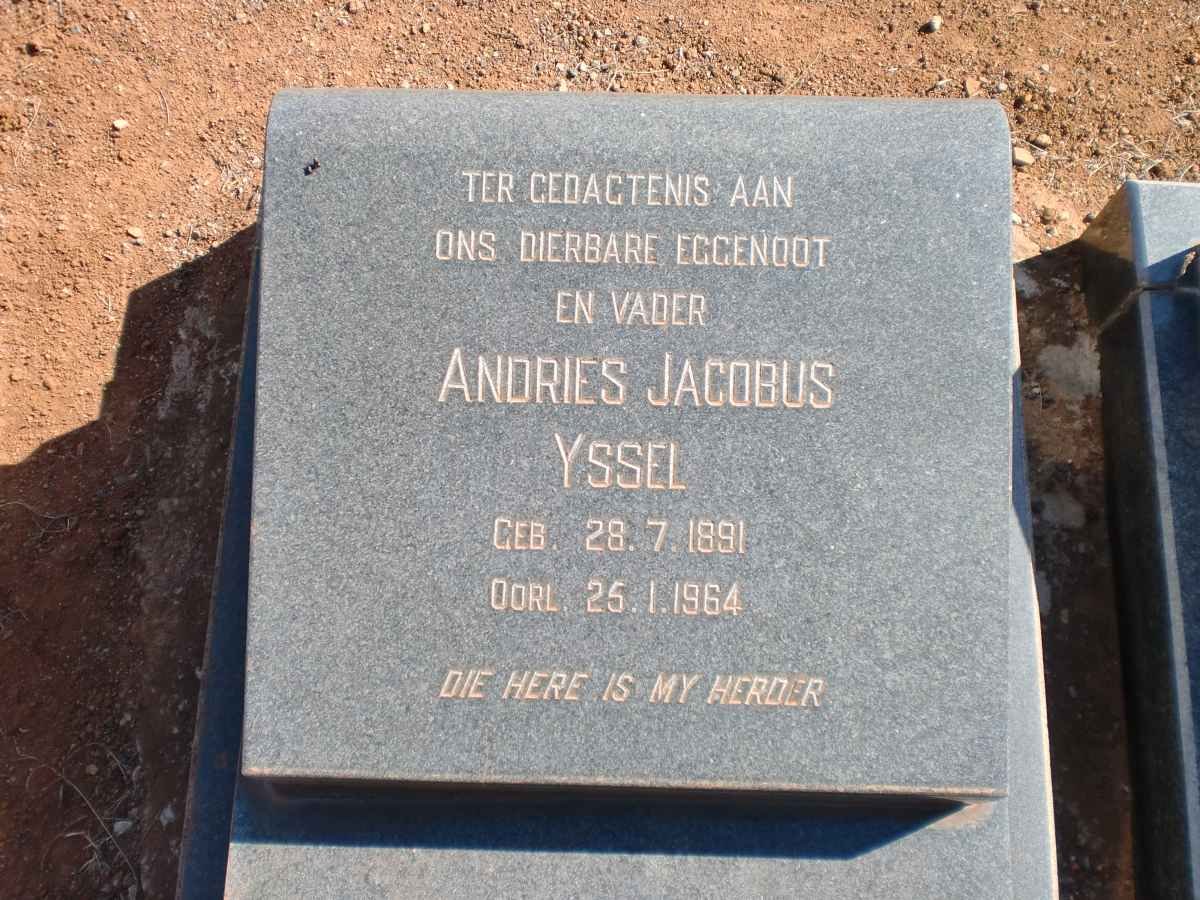 TER GEDAGTENIS AAN
ONS DIERBARE EGGENOOT
EN VADER
ANDRIES JACOBUS
YSSEL
GEB. 28.7.1891
OORL. 25.1.1964
DIE HERE IS MY HERDER